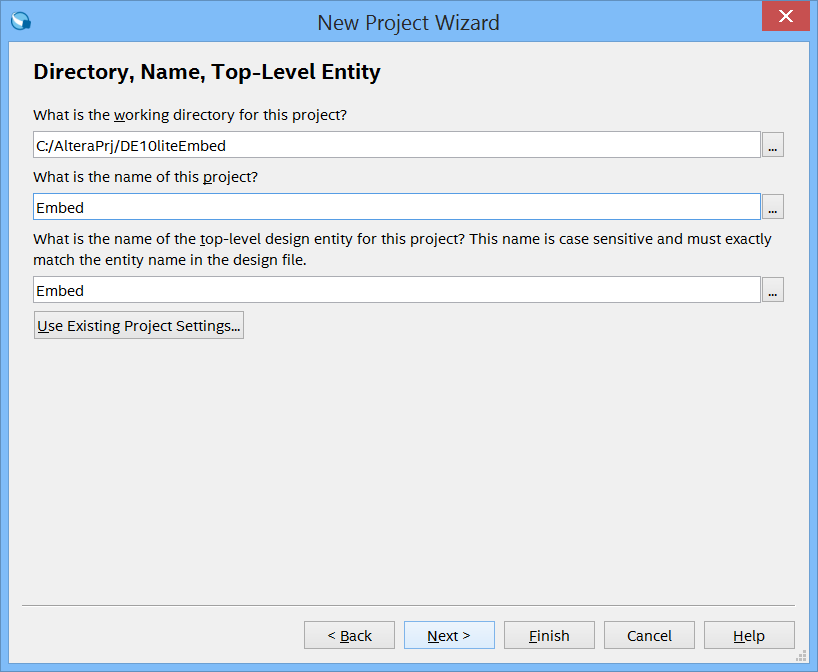 New Project Wizard
Directory, Name, Top-Level Entity
What is the working directory for this project?
C:/AlteraPrj/DE10liteEmbed
...
What is the name of this project?
Embed
...
What is the name of the top-level design entity for this project? This name is case sensitive and must exactly
match the entity name in the design file.
Embed
...
Use Existing Project Settings...
< Back Next > Finish Cancel Help